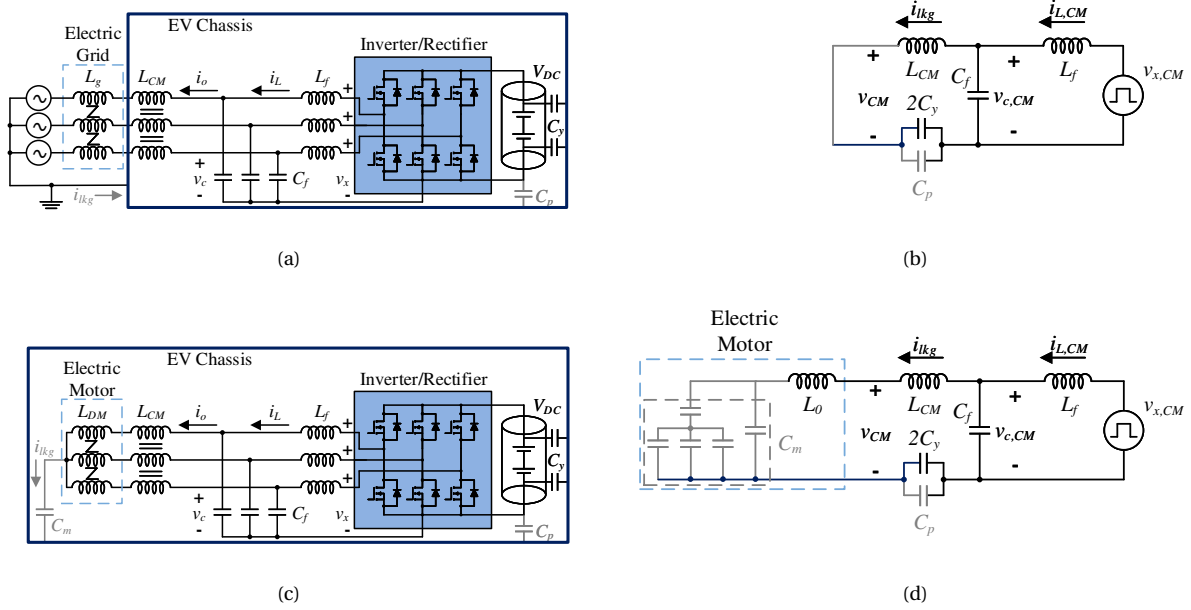 EV Chassis
Electric
Grid
Inverter/Rectifier
L_g
L_CM
i_o
i_L
L_f
V_DC
+
+
+
C_y
+
v_c
-
C_f
v_x
-
i_lkg
C_p
(a)
i_lkg
i_L,CM
+
L_CM
C_f
+
L_f
v_x,CM
v_CM
2C_y
v_c,CM
-
-
C_p
(b)
EV Chassis
Electric
Motor
Inverter/Rectifier
L_DM
L_CM
i_o
i_L
L_f
V_DC
+
+
+
C_y
i_lkg
+
v_c
-
C_f
v_x
-
C_m
C_p
(c)
Electric
Motor
i_lkg
i_L,CM
L_0
+
L_CM
C_f
+
L_f
v_x,CM
C_m
v_CM
2C_y
v_c,CM
-
-
C_p
(d)